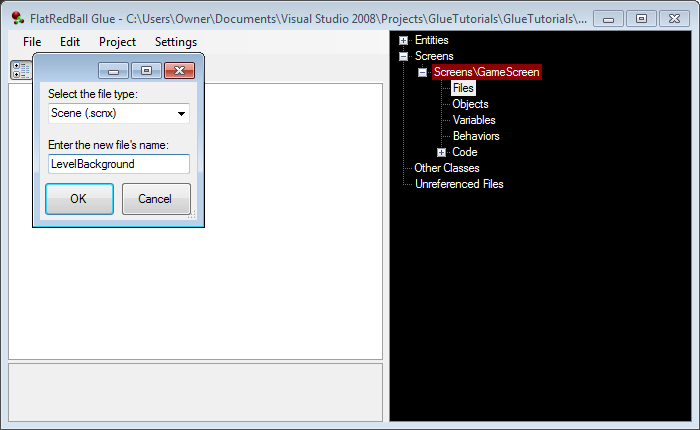 FlatRedBall Glue - C:\Users\Owner\Documents\Visual Studio 2008\Projects\GlueTutorials\GlueTutorials\...
File Edit Project Settings
Select the file type:
Scene (.scnx)
Enter the new file's name:
LevelBackground
OK Cancel
Entities
Screens
Screens\GameScreen
Files
Objects
Variables
Behaviors
Code
Other Classes
Unreferenced Files